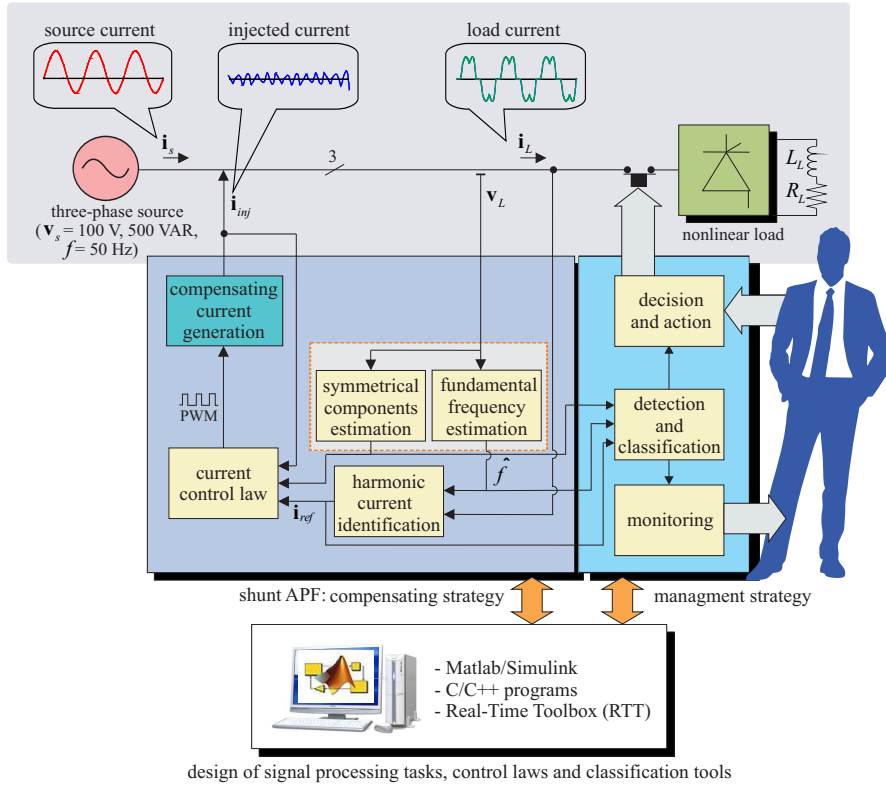 source current
injected current
load current
i_s
3
i_L
L_L
R_L
i_inj
v_L
three-phase source
(v_s = 100 V, 500 VAR,
f = 50 Hz)
nonlinear load
compensating
current
generation
decision
and action
symmetrical
components
estimation
fundamental
frequency
estimation
detection
and
classification
PWM
current
control law
f̂
harmonic
current
identification
i_ref
monitoring
shunt APF: compensating strategy
managment strategy
- Matlab/Simulink
- C/C++ programs
- Real-Time Toolbox (RTT)
design of signal processing tasks, control laws and classification tools